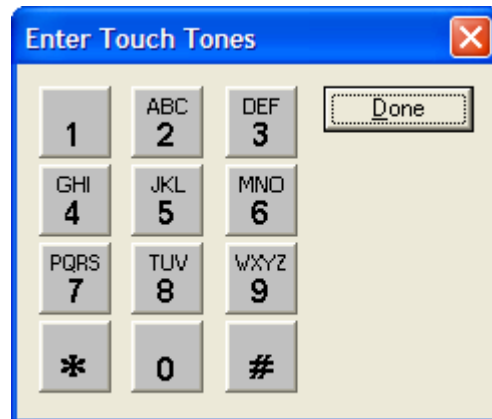 Enter Touch Tones
1
ABC
2
DEF
3
Done
GHI
4
JKL
5
MNO
6
PQRS
7
TUV
8
WXYZ
9
*
0
#